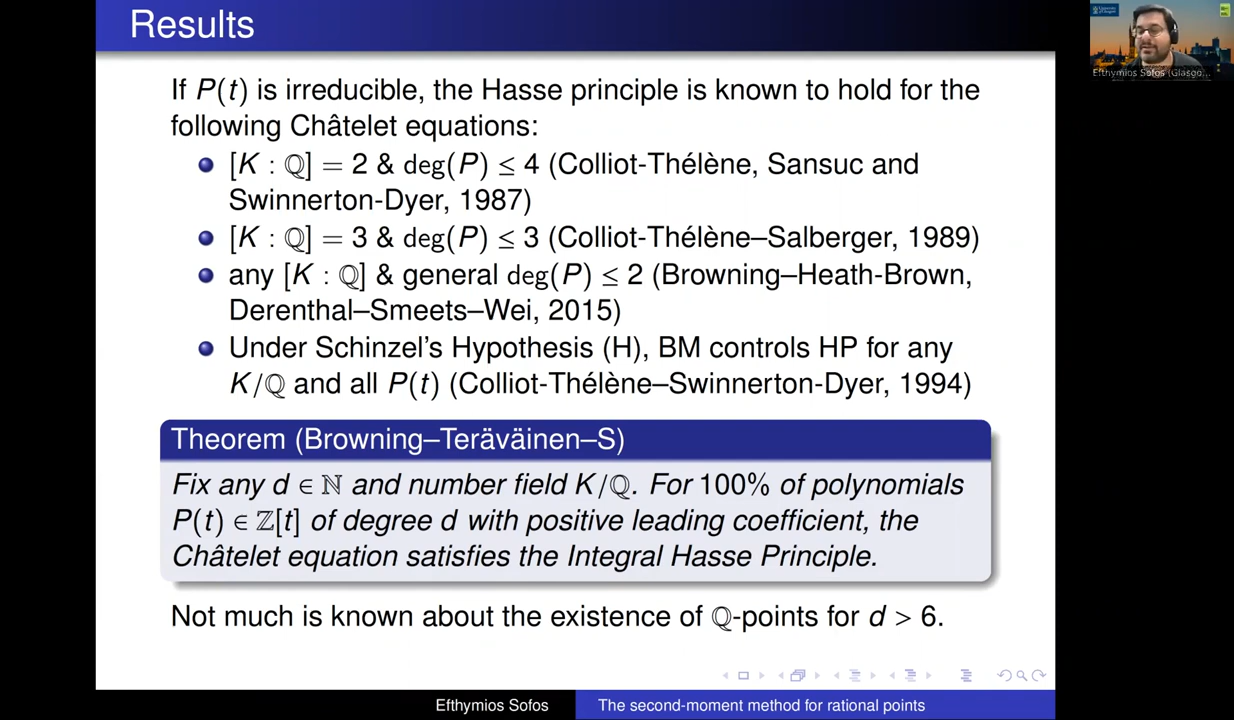 Results
If P(t) is irreducible, the Hasse principle is known to hold for the
following Châtelet equations:
[K : ℚ] = 2 & deg(P) ≤ 4 (Colliot-Thélène, Sansuc and
Swinnerton-Dyer, 1987)
[K : ℚ] = 3 & deg(P) ≤ 3 (Colliot-Thélène–Salberger, 1989)
any [K : ℚ] & general deg(P) ≤ 2 (Browning–Heath-Brown,
Derenthal–Smeets–Wei, 2015)
Under Schinzel's Hypothesis (H), BM controls HP for any
K/ℚ and all P(t) (Colliot-Thélène–Swinnerton-Dyer, 1994)
Theorem (Browning–Teräväinen–S)
Fix any d ∈ ℕ and number field K/ℚ. For 100% of polynomials
P(t) ∈ ℤ[t] of degree d with positive leading coefficient, the
Châtelet equation satisfies the Integral Hasse Principle.
Not much is known about the existence of ℚ-points for d > 6.
Efthymios Sofos
The second-moment method for rational points
Efthymios Sofos (Glasgo...